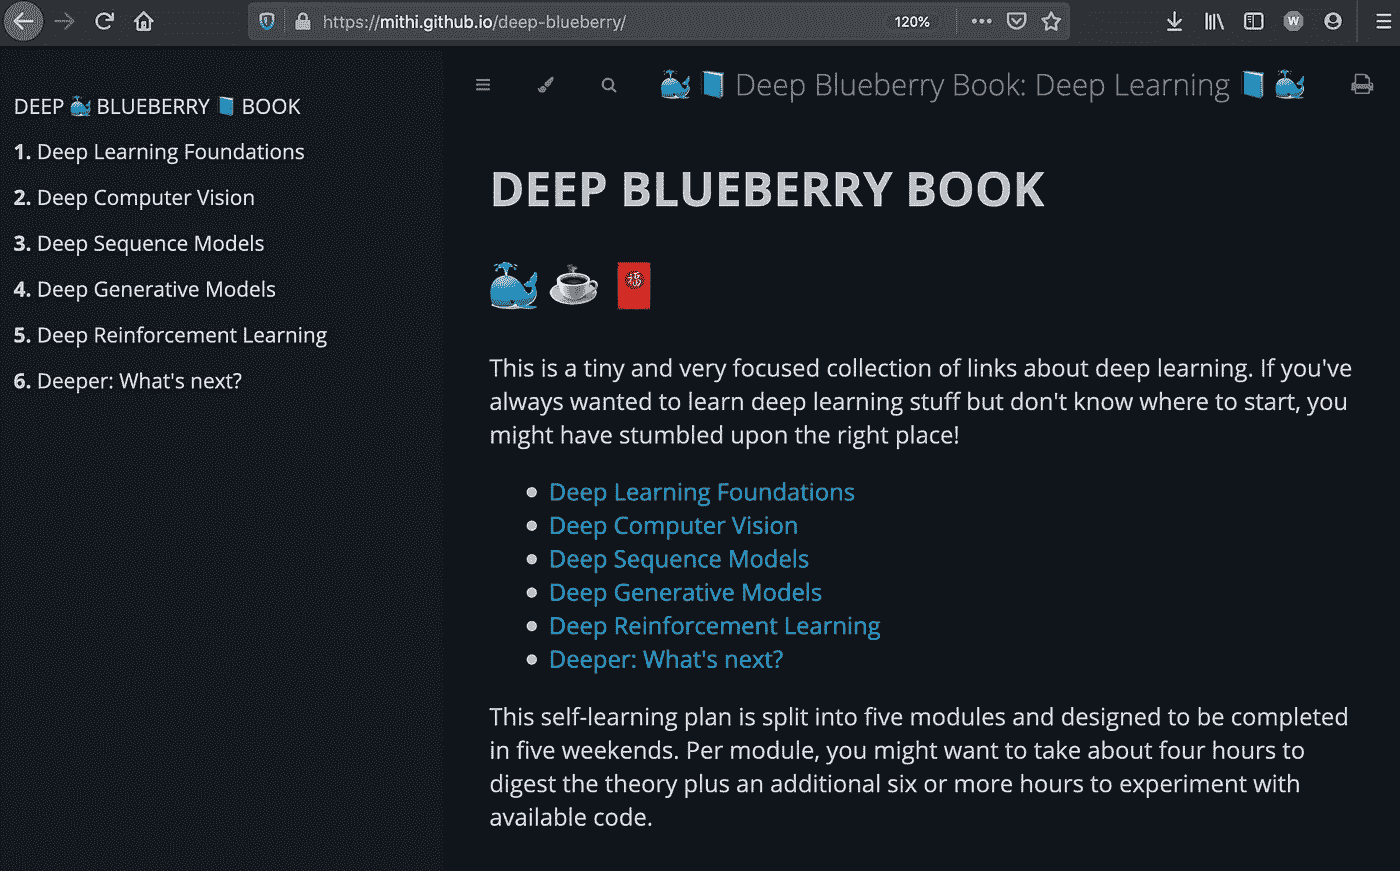 https://mithi.github.io/deep-blueberry/
120%
W
DEEP 🐳 BLUEBERRY 📘 BOOK
1. Deep Learning Foundations
2. Deep Computer Vision
3. Deep Sequence Models
4. Deep Generative Models
5. Deep Reinforcement Learning
6. Deeper: What's next?
🐳 📘 Deep Blueberry Book: Deep Learning 📘 🐳
DEEP BLUEBERRY BOOK
福
This is a tiny and very focused collection of links about deep learning. If you've
always wanted to learn deep learning stuff but don't know where to start, you
might have stumbled upon the right place!
• Deep Learning Foundations
• Deep Computer Vision
• Deep Sequence Models
• Deep Generative Models
• Deep Reinforcement Learning
• Deeper: What's next?
This self-learning plan is split into five modules and designed to be completed
in five weekends. Per module, you might want to take about four hours to
digest the theory plus an additional six or more hours to experiment with
available code.